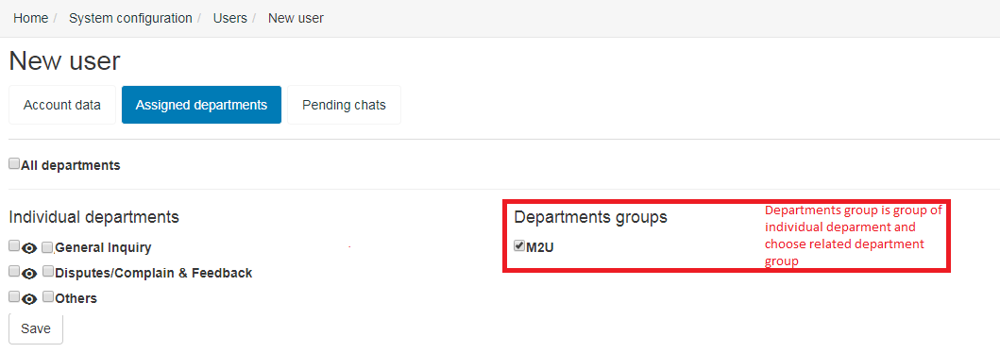 Home / System configuration / Users / New user
New user
Account data Assigned departments Pending chats
All departments
Individual departments
General Inquiry
Disputes/Complain & Feedback
Others
Save
Departments groups
M2U
Departments group is group of
individual deparment and
choose related department
group